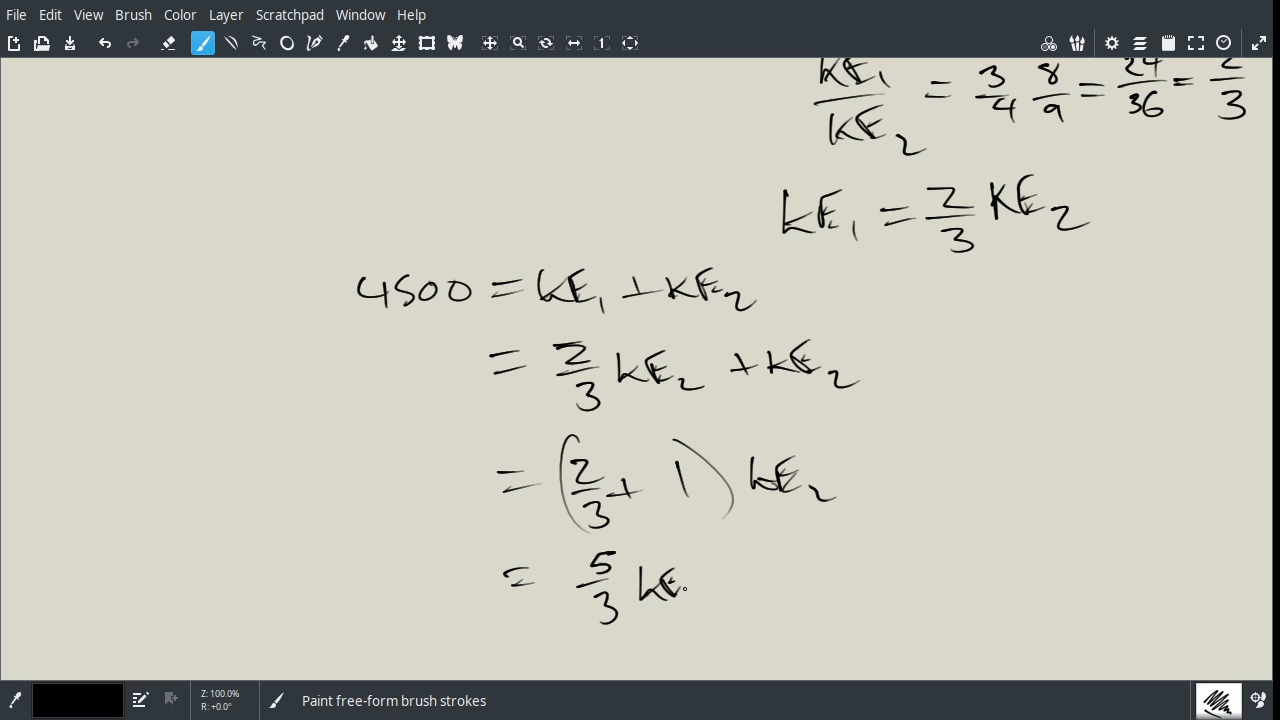 File Edit View Brush Color Layer Scratchpad Window Help
KE₁/KE₂ = 3/4 8/9 = 24/36 = 2/3
KE₁ = 2/3 KE₂
4500 = KE₁ + KE₂
= 2/3 KE₂ + KE₂
= (2/3 + 1) KE₂
= 5/3 KE
Z: 100.0%
R: +0.0°
Paint free-form brush strokes